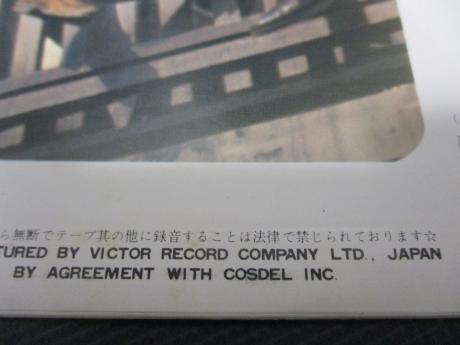 ら無断でテープ其の他に録音することは法律で禁じられております☆
TURED BY VICTOR RECORD COMPANY LTD., JAPAN
BY AGREEMENT WITH COSDEL INC.